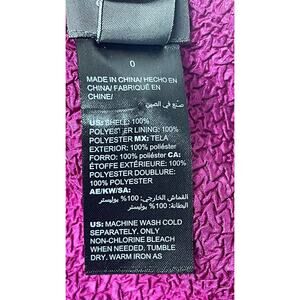 0
MADE IN CHINA/ HECHO EN
CHINA/ FABRIQUÉ EN
CHINE/
صنع في الصين
US: SHELL: 100%
POLYESTER LINING: 100%
POLYESTER MX: TELA
EXTERIOR: 100% poliéster
FORRO: 100% poliéster CA:
ÉTOFFE EXTÉRIEURE: 100%
POLYESTER DOUBLURE:
100% POLYESTER
AE/KW/SA:
القماش الخارجي: 100% بوليستر
البطانة: 100% بوليستر
US: MACHINE WASH COLD
SEPARATELY. ONLY
NON-CHLORINE BLEACH
WHEN NEEDED. TUMBLE
DRY. WARM IRON AS